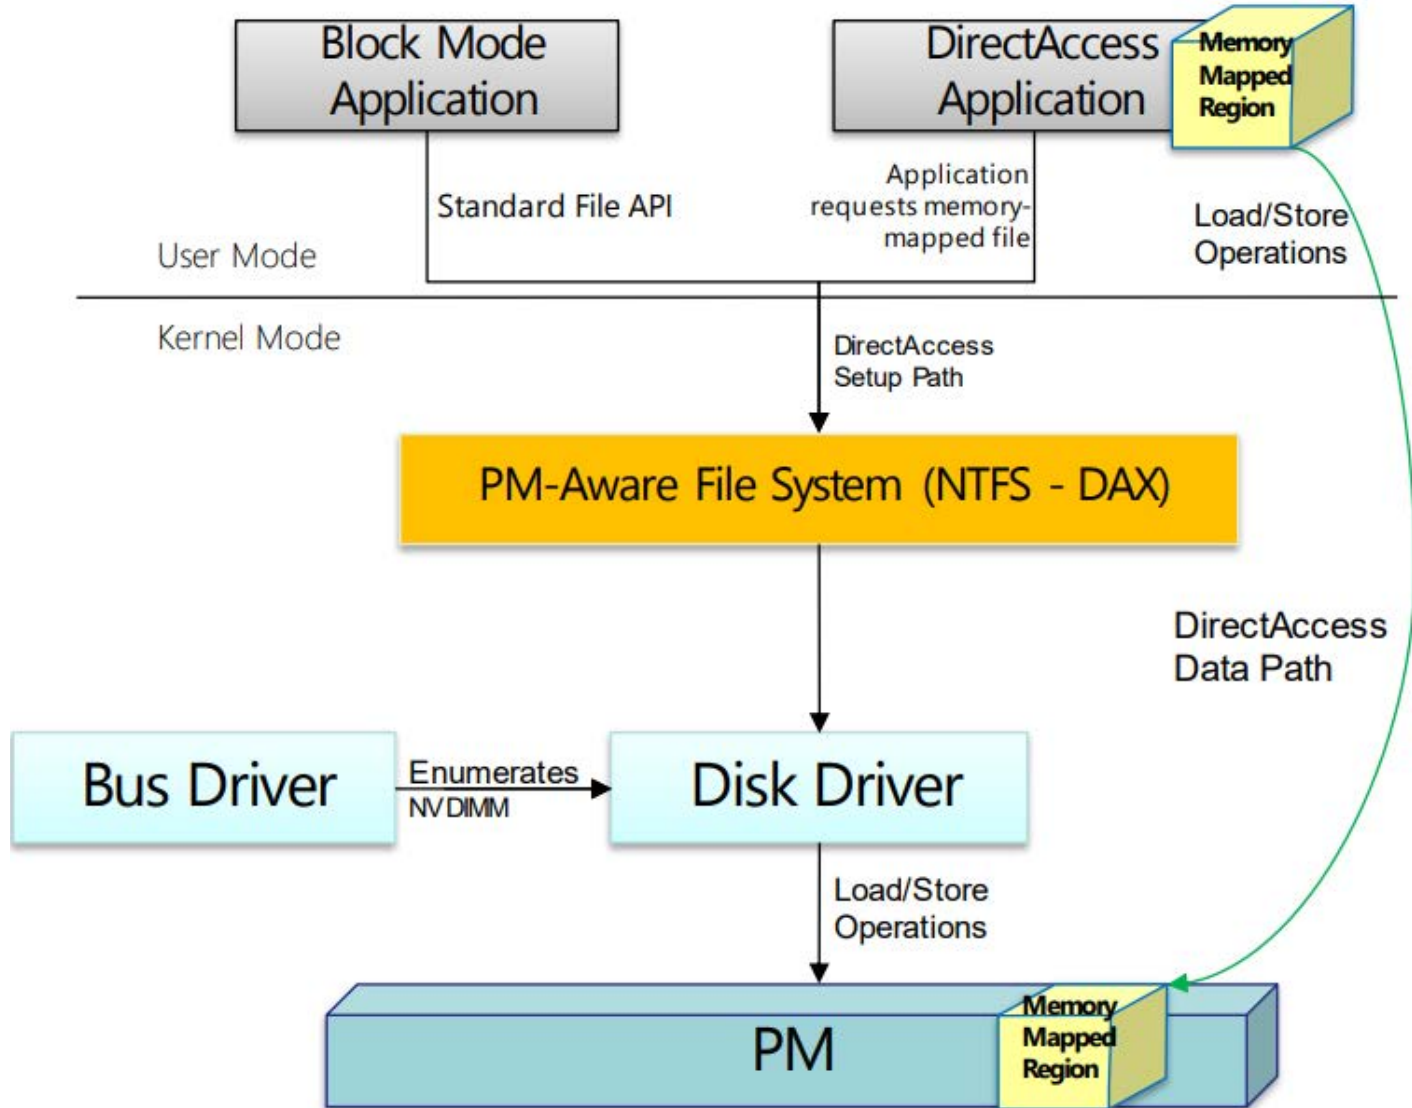 Block Mode
Application
DirectAccess
Application
Memory
Mapped
Region
Standard File API
Application
requests memory-
mapped file
Load/Store
Operations
User Mode
Kernel Mode
DirectAccess
Setup Path
PM-Aware File System (NTFS - DAX)
DirectAccess
Data Path
Bus Driver
Enumerates
NVDIMM
Disk Driver
Load/Store
Operations
PM
Memory
Mapped
Region